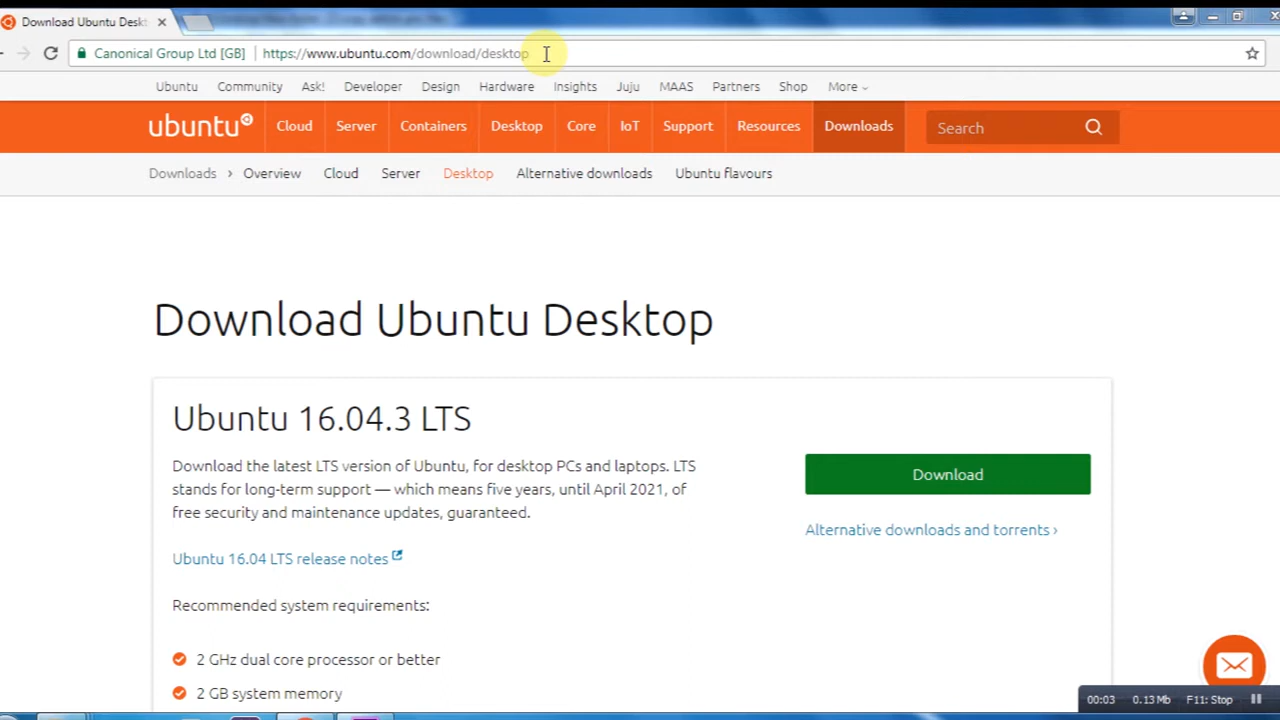 Download Ubuntu Deskt
Canonical Group Ltd [GB] https://www.ubuntu.com/download/desktop
Ubuntu Community Ask! Developer Design Hardware Insights Juju MAAS Partners Shop More
ubuntu Cloud Server Containers Desktop Core IoT Support Resources Downloads Search
Downloads › Overview Cloud Server Desktop Alternative downloads Ubuntu flavours
Download Ubuntu Desktop
Ubuntu 16.04.3 LTS
Download the latest LTS version of Ubuntu, for desktop PCs and laptops. LTS
stands for long-term support — which means five years, until April 2021, of
free security and maintenance updates, guaranteed.
Download
Alternative downloads and torrents ›
Ubuntu 16.04 LTS release notes
Recommended system requirements:
2 GHz dual core processor or better
2 GB system memory
00:03 0.13 Mb F11: Stop